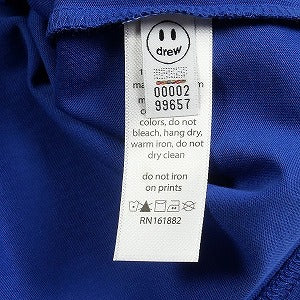 drew
00002
99657
colors, do not
bleach, hang dry,
warm iron, do not
dry clean
do not iron
on prints
RN161882